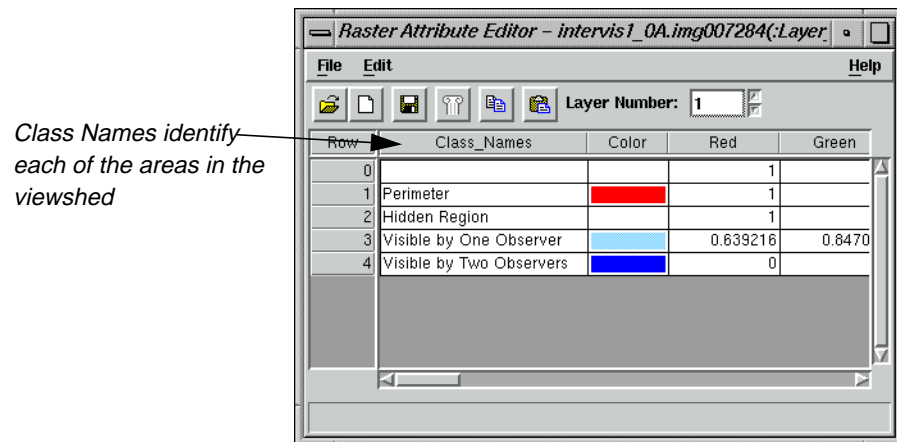 Raster Attribute Editor – intervis1_0A.img007284(:Layer_
File Edit Help
Layer Number: 1
Class Names identify
each of the areas in the
viewshed
Row Class_Names Color Red Green
0 1
1 Perimeter 1
2 Hidden Region 1
3 Visible by One Observer 0.639216 0.8470
4 Visible by Two Observers 0